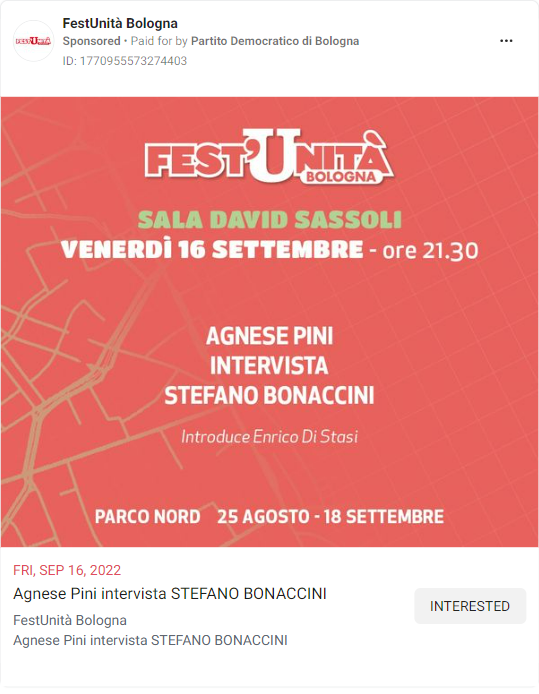 FEST'UNITÀ
FestUnità Bologna
Sponsored • Paid for by Partito Democratico di Bologna
ID: 1770955573274403
FEST'UNITÀ
BOLOGNA
SALA DAVID SASSOLI
VENERDÌ 16 SETTEMBRE - ore 21.30
AGNESE PINI
INTERVISTA
STEFANO BONACCINI
Introduce Enrico Di Stasi
PARCO NORD 25 AGOSTO - 18 SETTEMBRE
FRI, SEP 16, 2022
Agnese Pini intervista STEFANO BONACCINI
INTERESTED
FestUnità Bologna
Agnese Pini intervista STEFANO BONACCINI